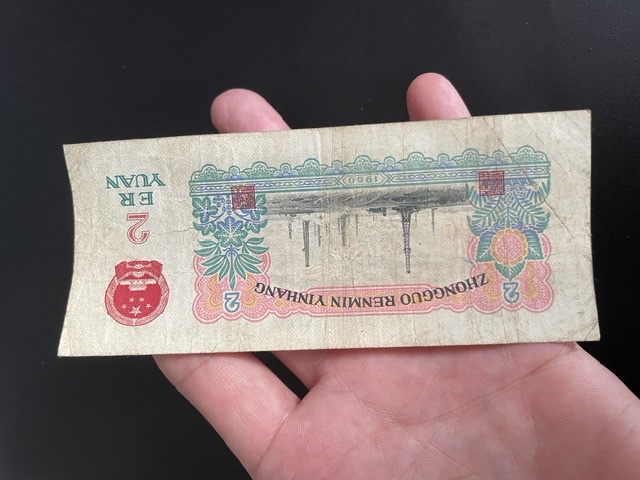 ZHONGGUO RENMIN YINHANG
2
2
2
ER
YUAN
1960